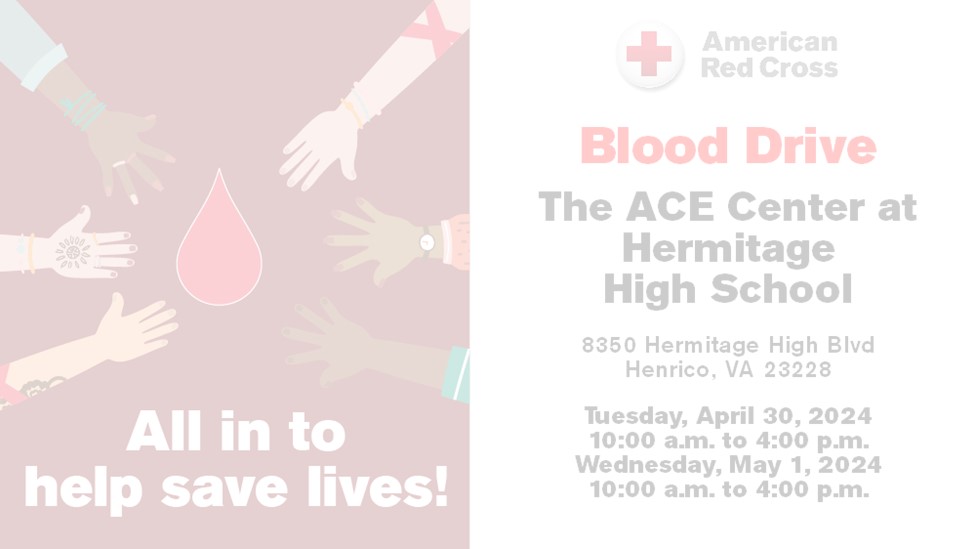 All in to
help save lives!
American
Red Cross
Blood Drive
The ACE Center at
Hermitage
High School
8350 Hermitage High Blvd
Henrico, VA 23228
Tuesday, April 30, 2024
10:00 a.m. to 4:00 p.m.
Wednesday, May 1, 2024
10:00 a.m. to 4:00 p.m.